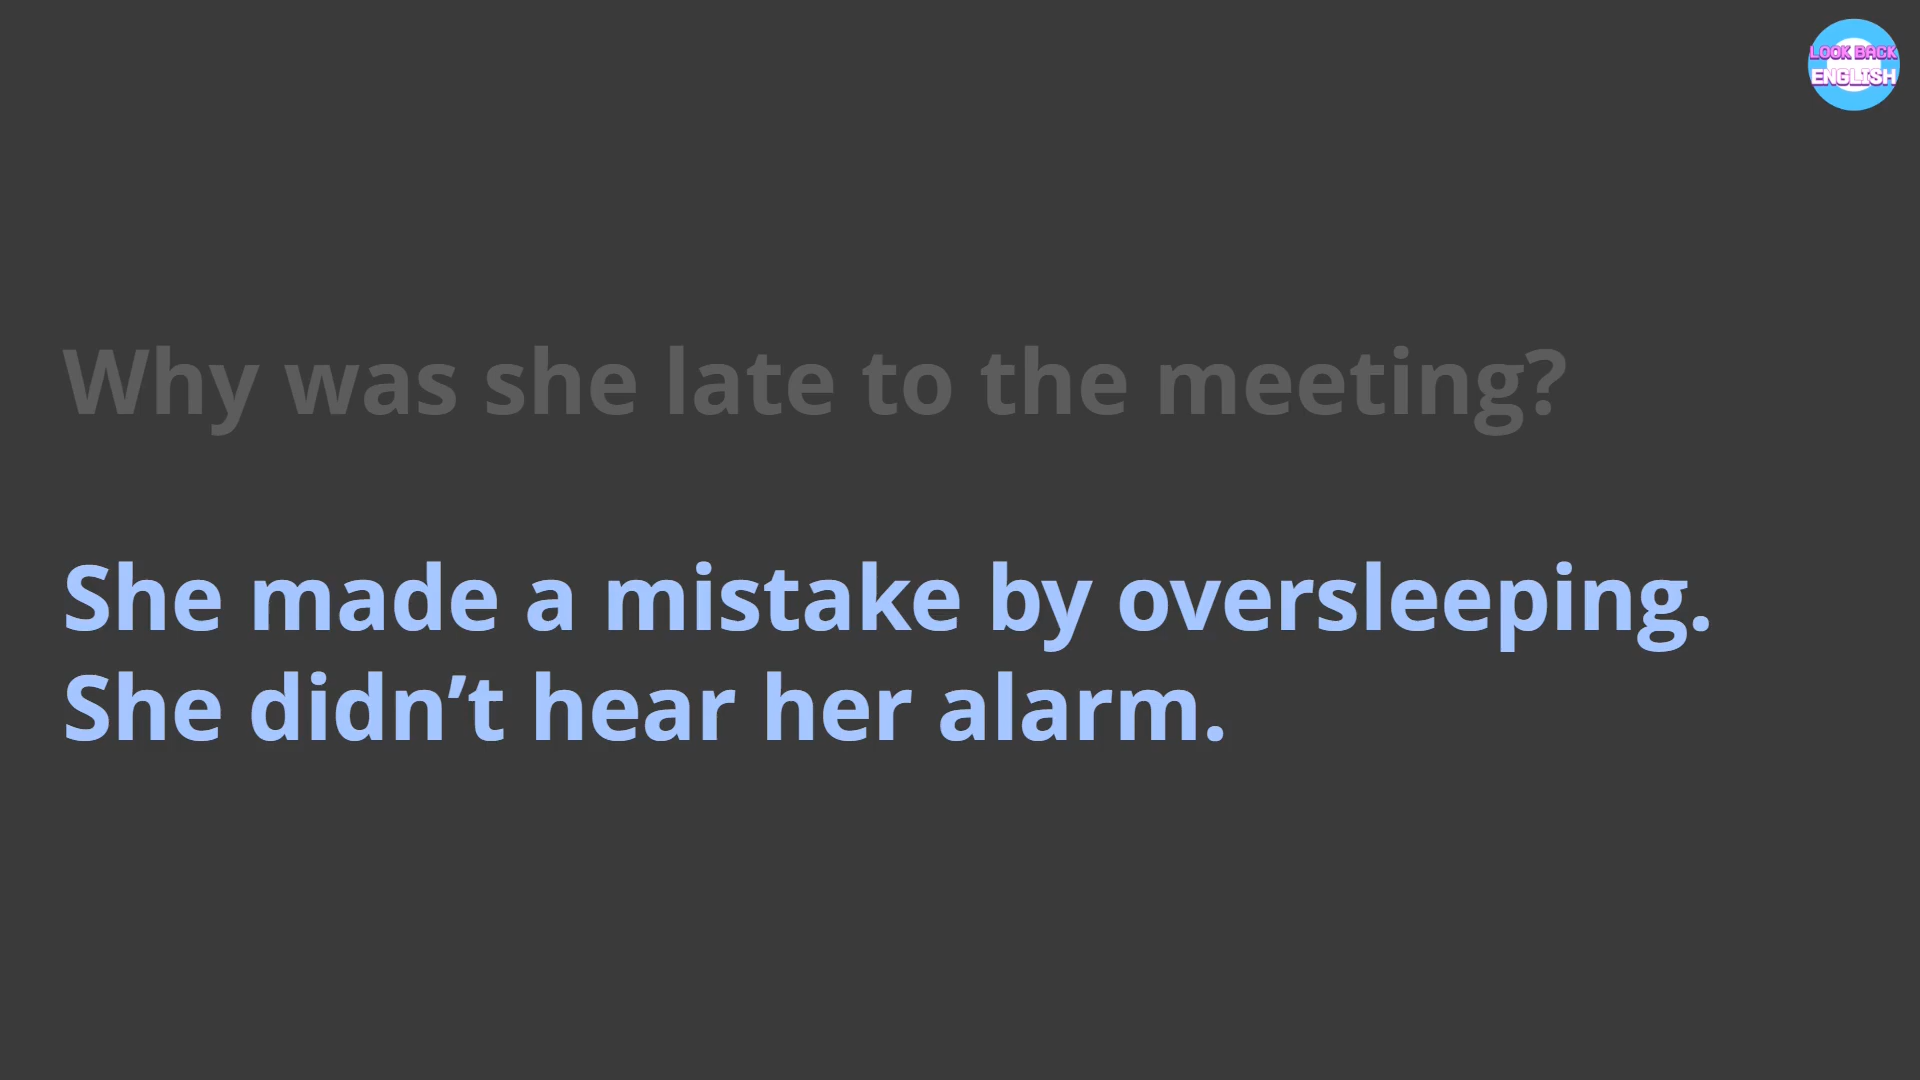 LOOK BACK
ENGLISH
Why was she late to the meeting?
She made a mistake by oversleeping.
She didn’t hear her alarm.